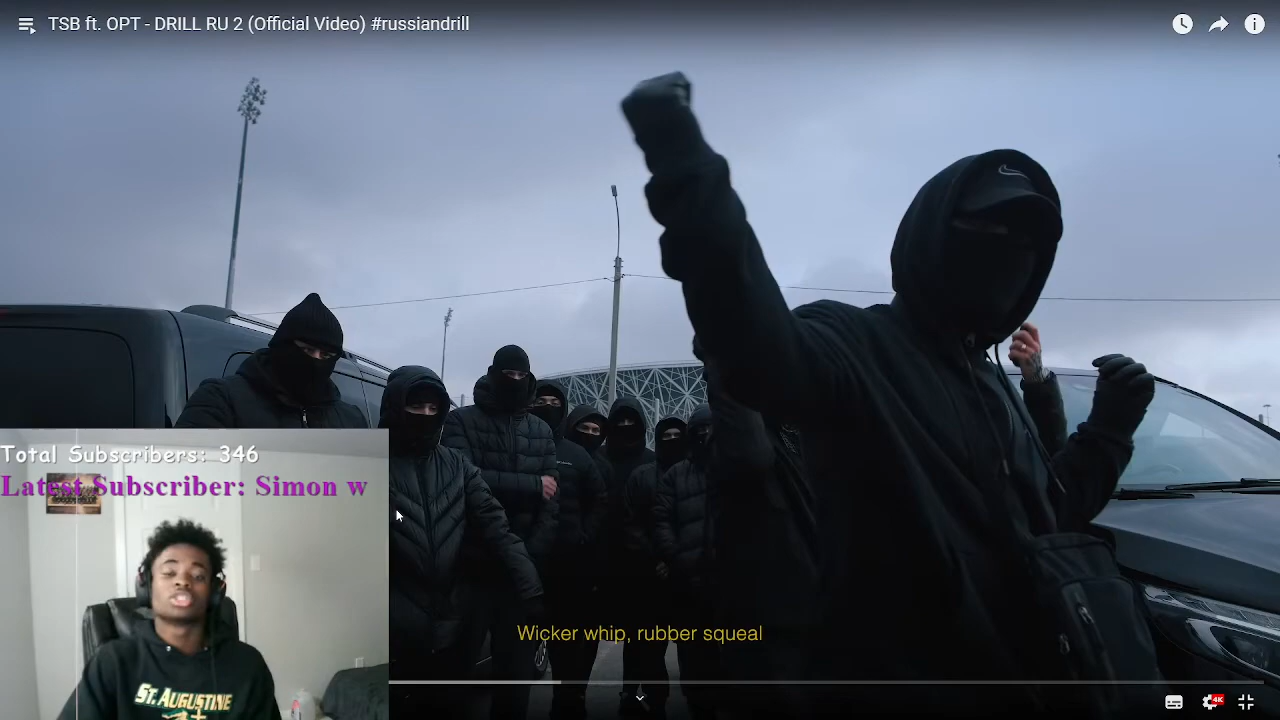 TSB ft. OPT - DRILL RU 2 (Official Video) #russiandrill
Total Subscribers: 346
Latest Subscriber: Simon w
ST. AUGUSTINE
Wicker whip, rubber squeal
4K